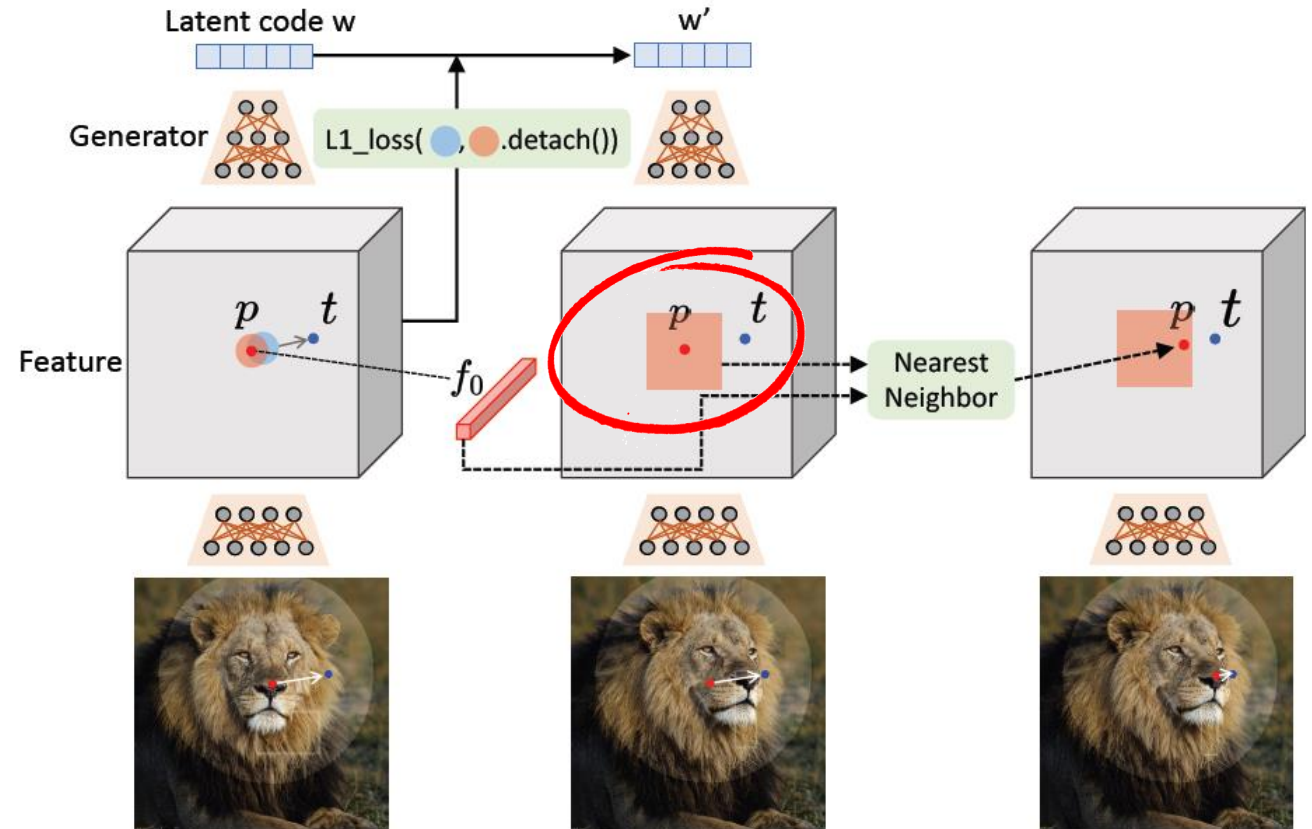 Latent code w
w’
Generator
L1_loss( , .detach())
p
t
p
t
p
t
Feature
f0
Nearest
Neighbor